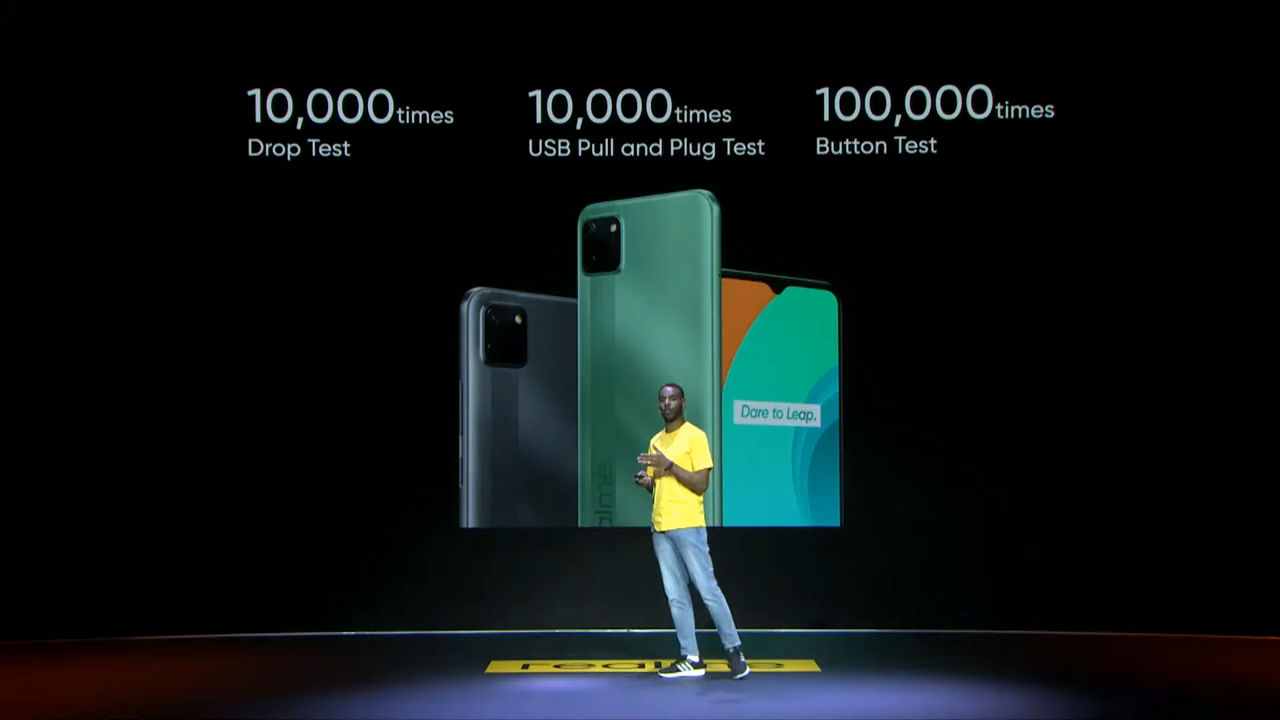 10,000times
Drop Test
10,000times
USB Pull and Plug Test
100,000times
Button Test
Dare to Leap.
realme